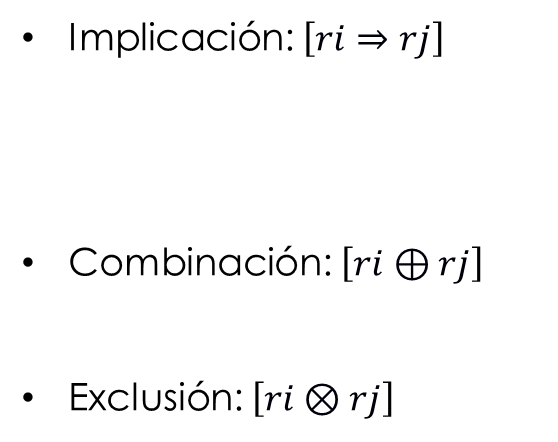 • Implicación: [ri ⇒ rj]
• Combinación: [ri ⊕ rj]
• Exclusión: [ri ⊗ rj]